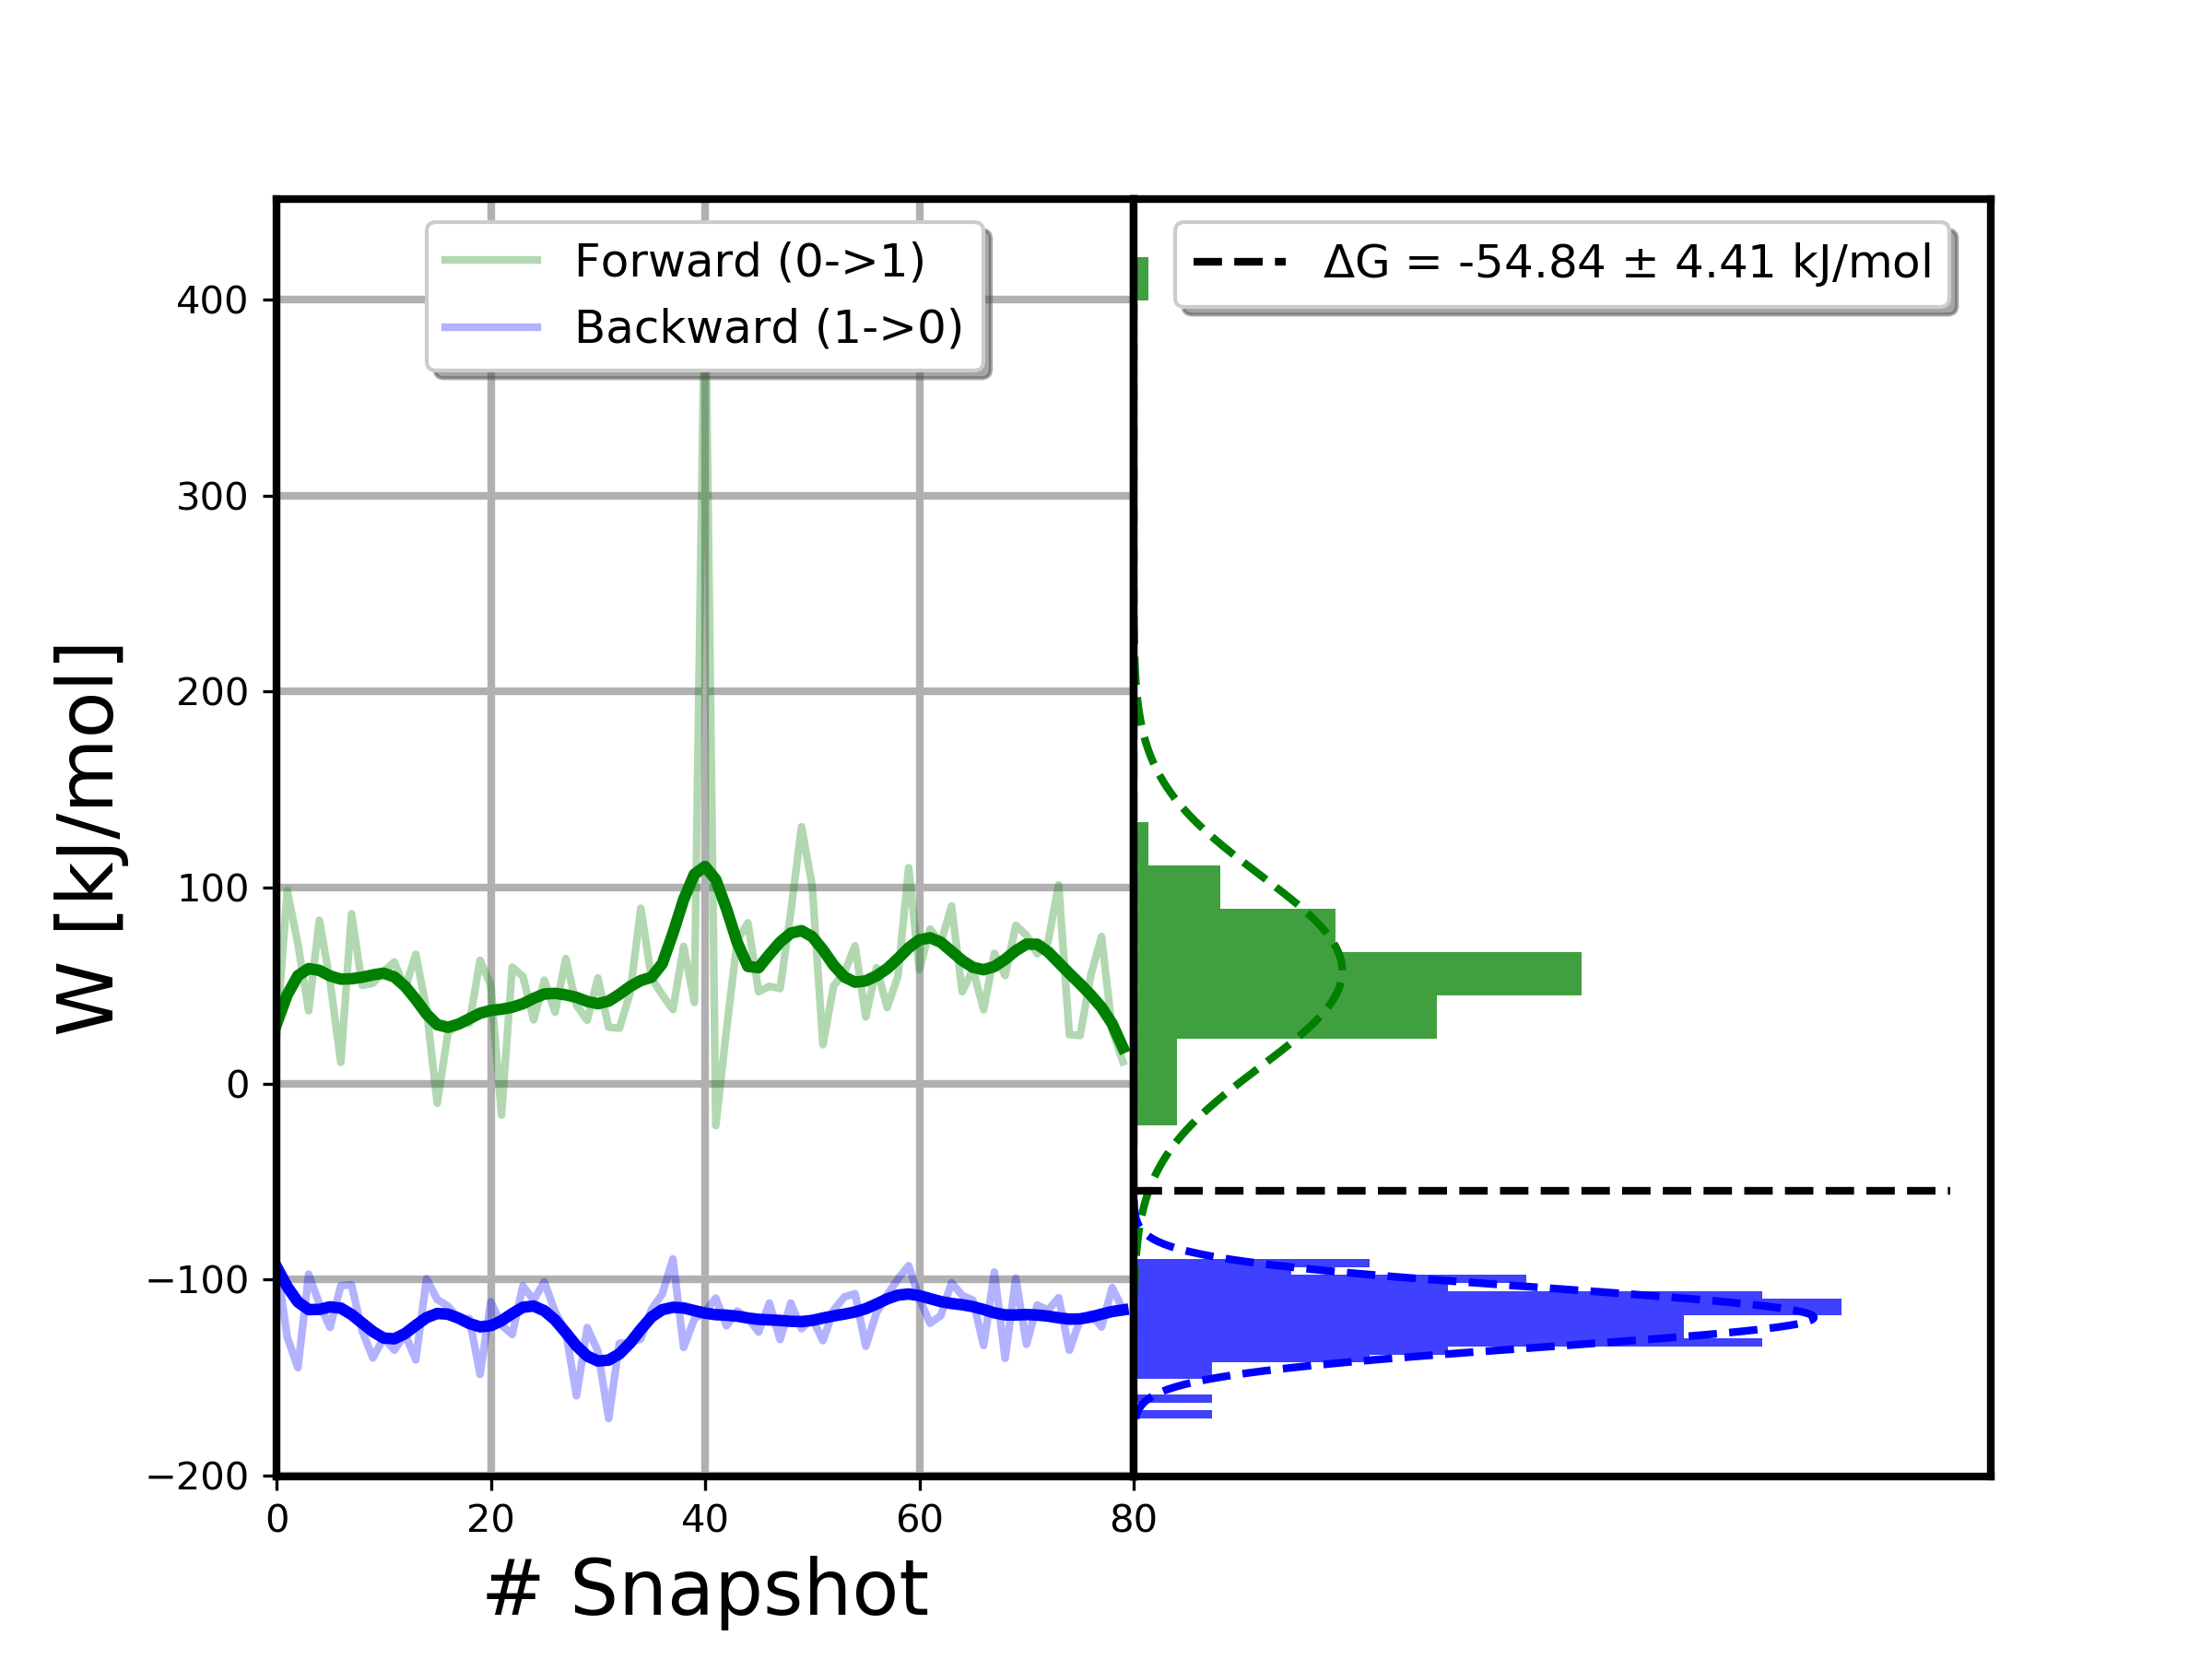 Forward (0->1)
Backward (1->0)
ΔG = -54.84 ± 4.41 kJ/mol
W [kJ/mol]
400
300
200
100
0
−100
−200
0 20 40 60 80
# Snapshot